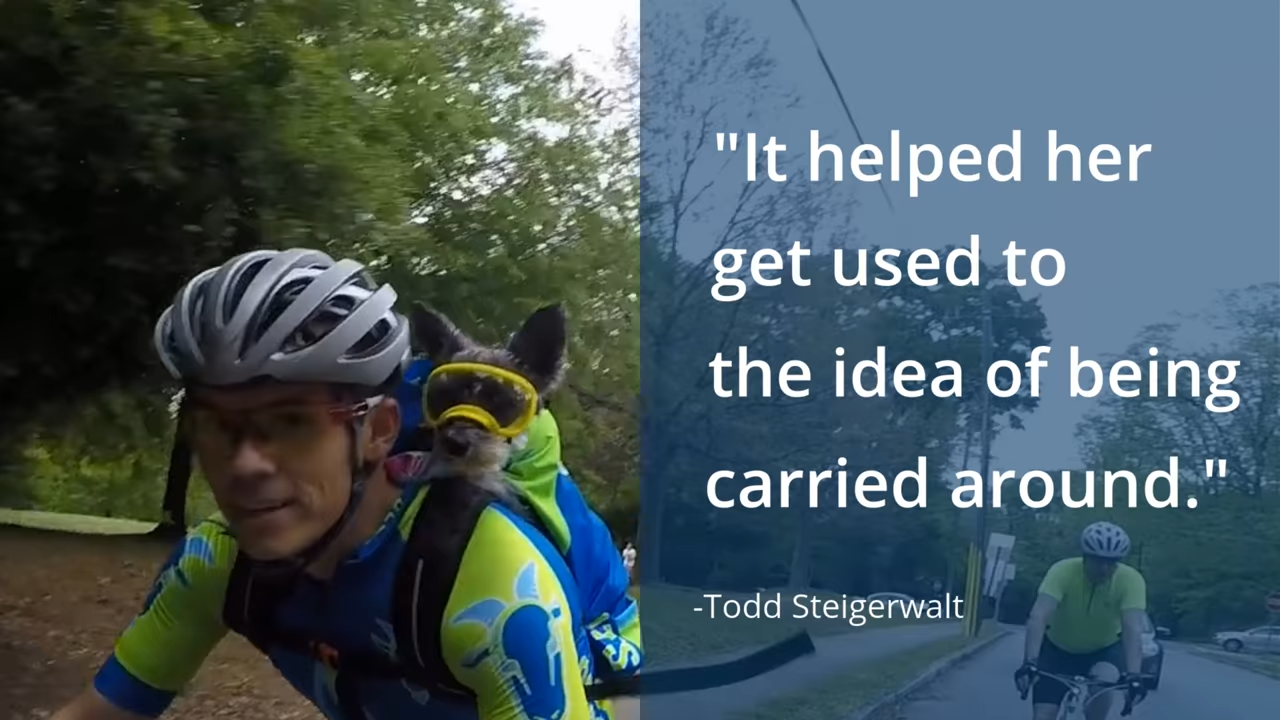 "It helped her
get used to
the idea of being
carried around."
-Todd Steigerwalt